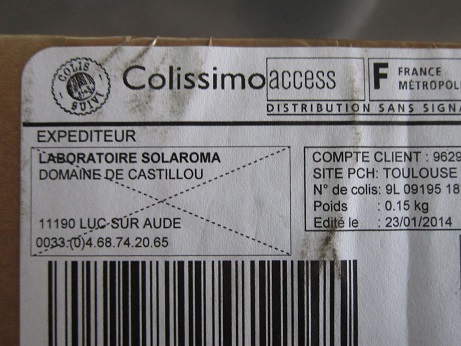 COLIS
SUIVI
Colissimo access F FRANCE
MÉTROPOL
DISTRIBUTION SANS SIGNA
EXPEDITEUR
LABORATOIRE SOLAROMA
DOMAINE DE CASTILLOU
11190 LUC SUR AUDE
0033.(0)4.68.74.20.65
COMPTE CLIENT : 9629
SITE PCH: TOULOUSE
N° de colis: 9L 09195 18
Poids : 0.15 kg
Edité le : 23/01/2014